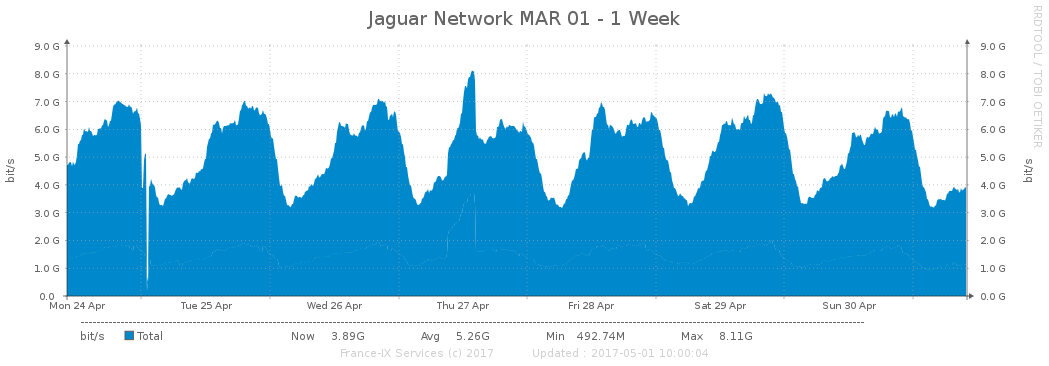 Jaguar Network MAR 01 - 1 Week
RRDTOOL / TOBI OETIKER
bit/s
9.0 G
8.0 G
7.0 G
6.0 G
5.0 G
4.0 G
3.0 G
2.0 G
1.0 G
0.0
9.0 G
8.0 G
7.0 G
6.0 G
5.0 G
4.0 G
3.0 G
2.0 G
1.0 G
0.0 G
bit/s
Mon 24 Apr Tue 25 Apr Wed 26 Apr Thu 27 Apr Fri 28 Apr Sat 29 Apr Sun 30 Apr
bit/s Total Now 3.89G Avg 5.26G Min 492.74M Max 8.11G
France-IX Services (c) 2017 Updated : 2017-05-01 10:00:04